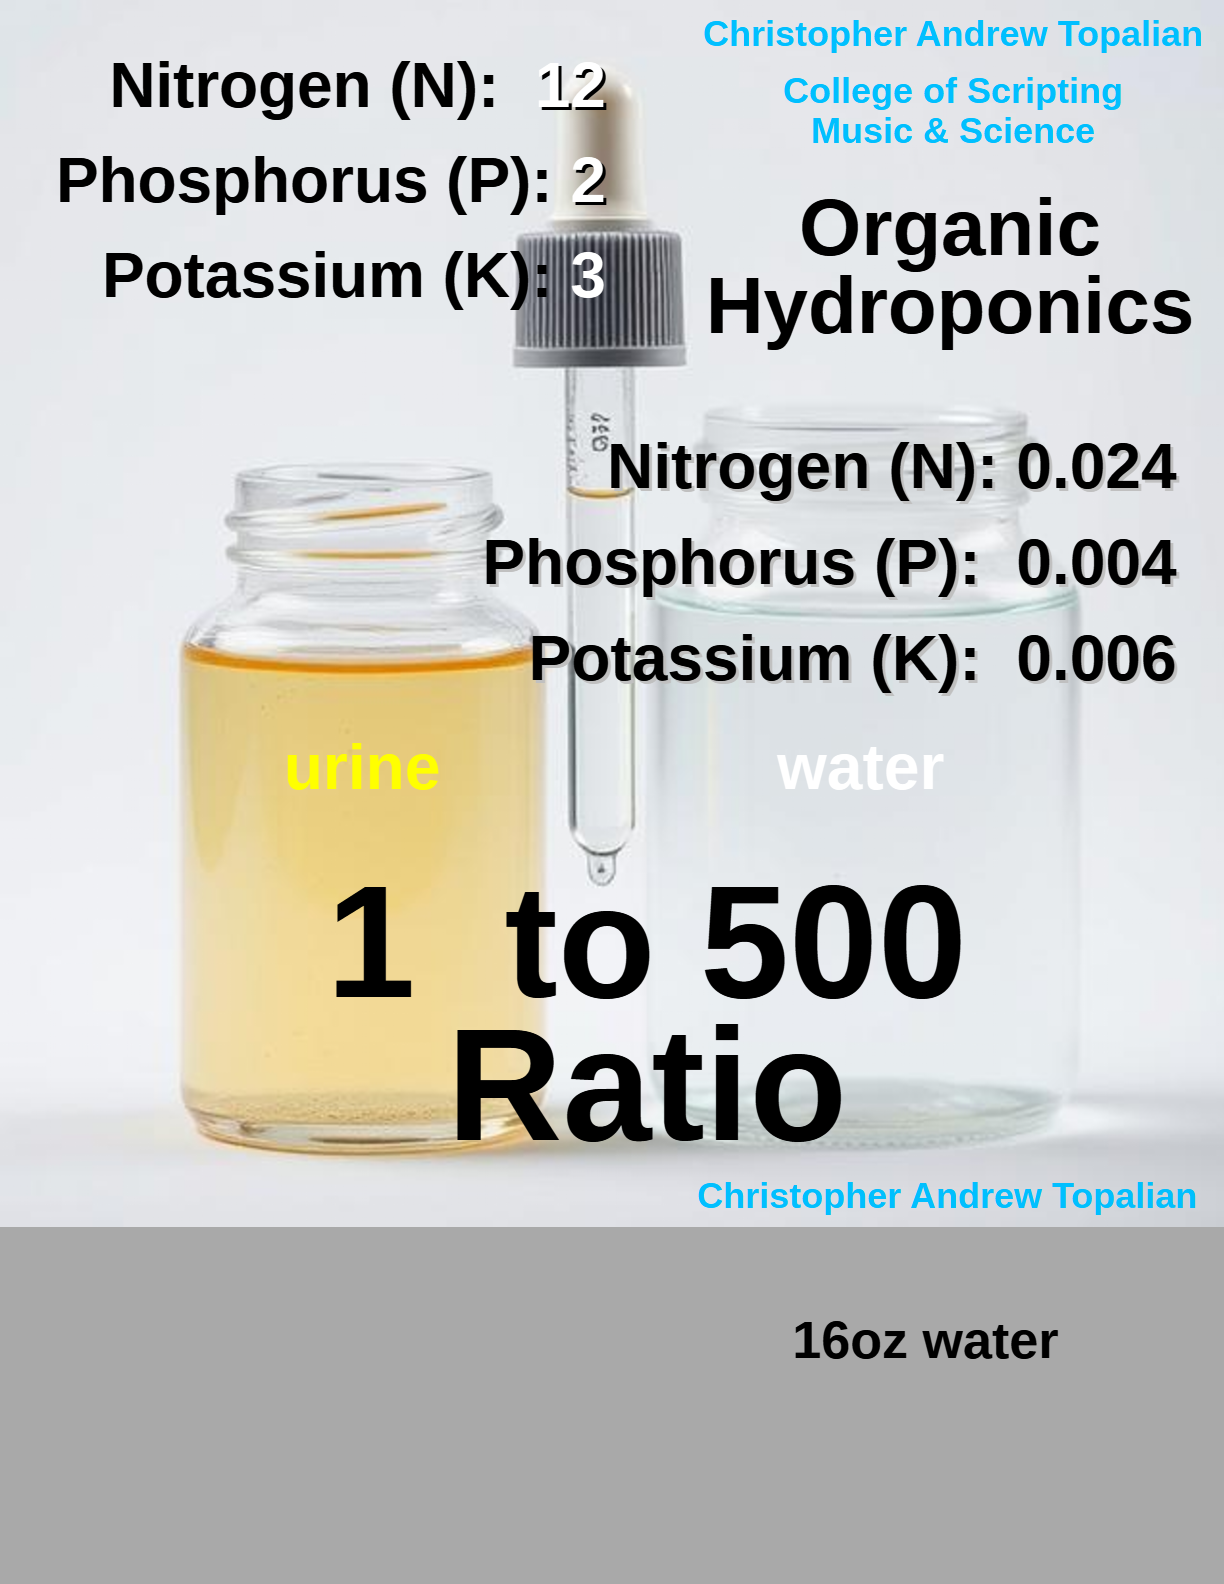 Christopher Andrew Topalian
College of Scripting
Music & Science
Nitrogen (N): 12
Phosphorus (P): 2
Potassium (K): 3
Organic
Hydroponics
Nitrogen (N): 0.024
Phosphorus (P): 0.004
Potassium (K): 0.006
urine
water
1 to 500
Ratio
Christopher Andrew Topalian
16oz water